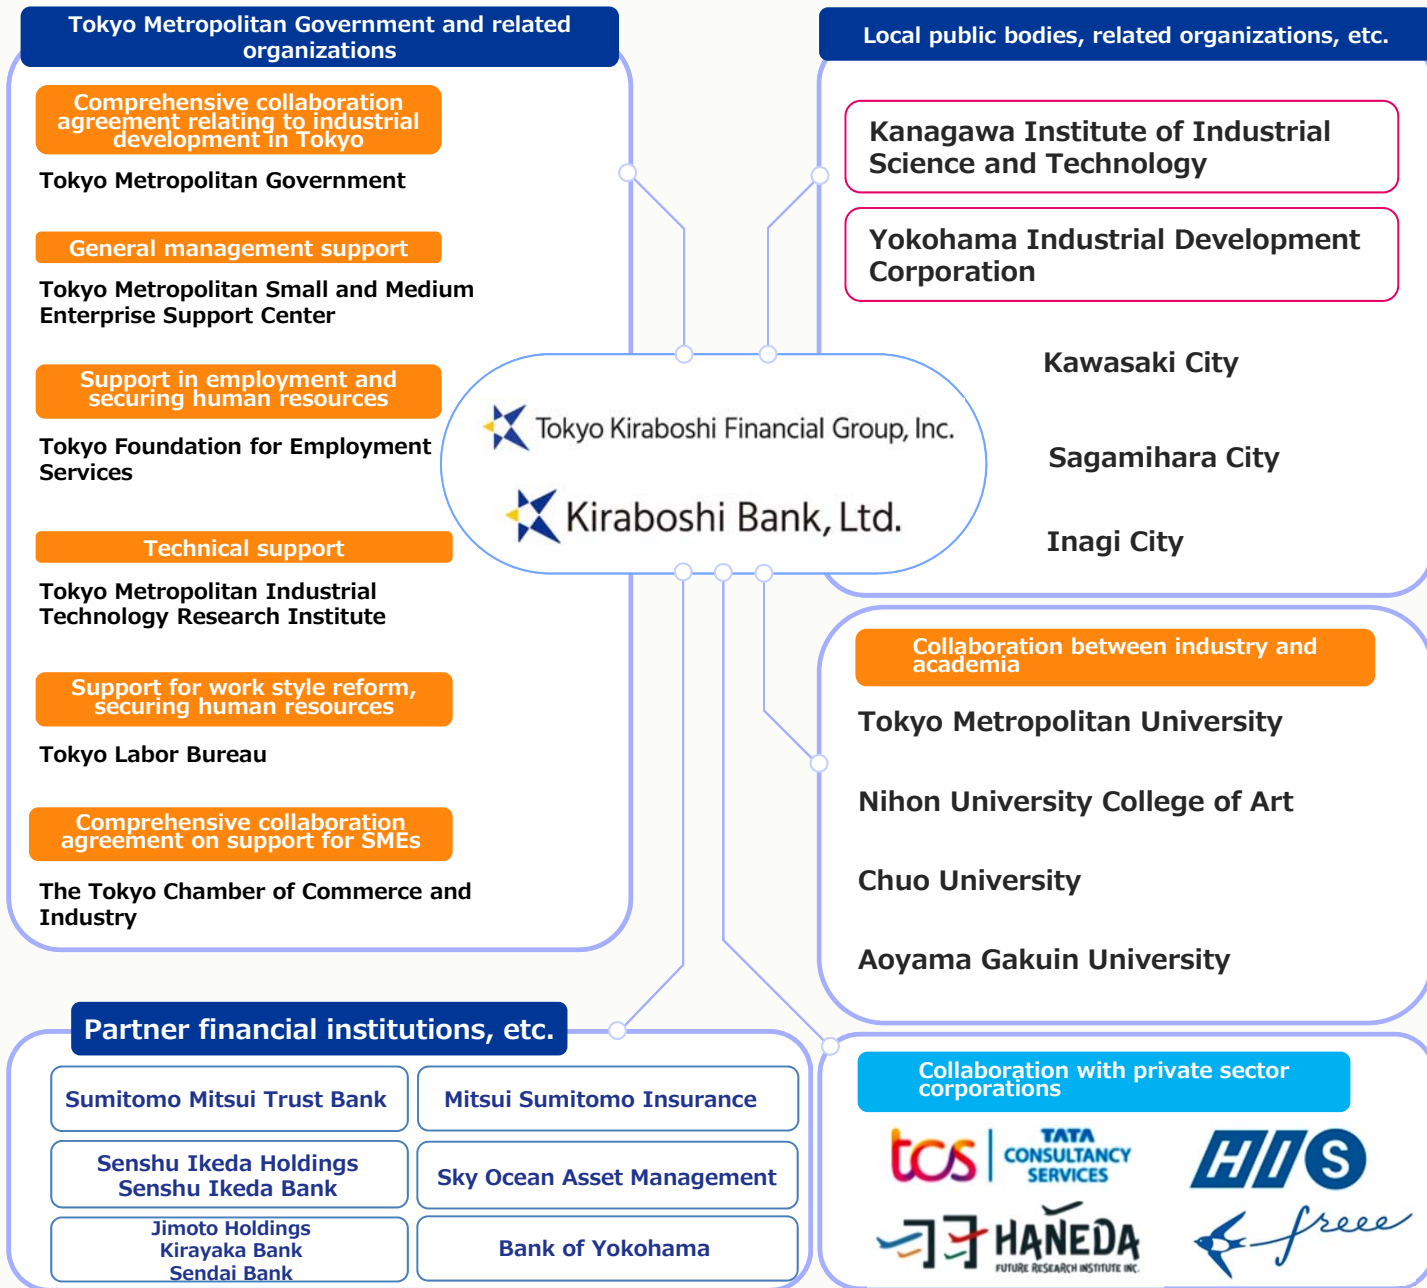 Tokyo Metropolitan Government and related
organizations
Comprehensive collaboration
agreement relating to industrial
development in Tokyo
Tokyo Metropolitan Government
General management support
Tokyo Metropolitan Small and Medium
Enterprise Support Center
Support in employment and
securing human resources
Tokyo Foundation for Employment
Services
Technical support
Tokyo Metropolitan Industrial
Technology Research Institute
Support for work style reform,
securing human resources
Tokyo Labor Bureau
Comprehensive collaboration
agreement on support for SMEs
The Tokyo Chamber of Commerce and
Industry
Tokyo Kiraboshi Financial Group, Inc.
Kiraboshi Bank, Ltd.
Local public bodies, related organizations, etc.
Kanagawa Institute of Industrial
Science and Technology
Yokohama Industrial Development
Corporation
Kawasaki City
Sagamihara City
Inagi City
Collaboration between industry and
academia
Tokyo Metropolitan University
Nihon University College of Art
Chuo University
Aoyama Gakuin University
Partner financial institutions, etc.
Sumitomo Mitsui Trust Bank
Mitsui Sumitomo Insurance
Senshu Ikeda Holdings
Senshu Ikeda Bank
Sky Ocean Asset Management
Jimoto Holdings
Kirayaka Bank
Sendai Bank
Bank of Yokohama
Collaboration with private sector
corporations
tcs
TATA
CONSULTANCY
SERVICES
HIS
HANEDA
FUTURE RESEARCH INSTITUTE INC.
freee